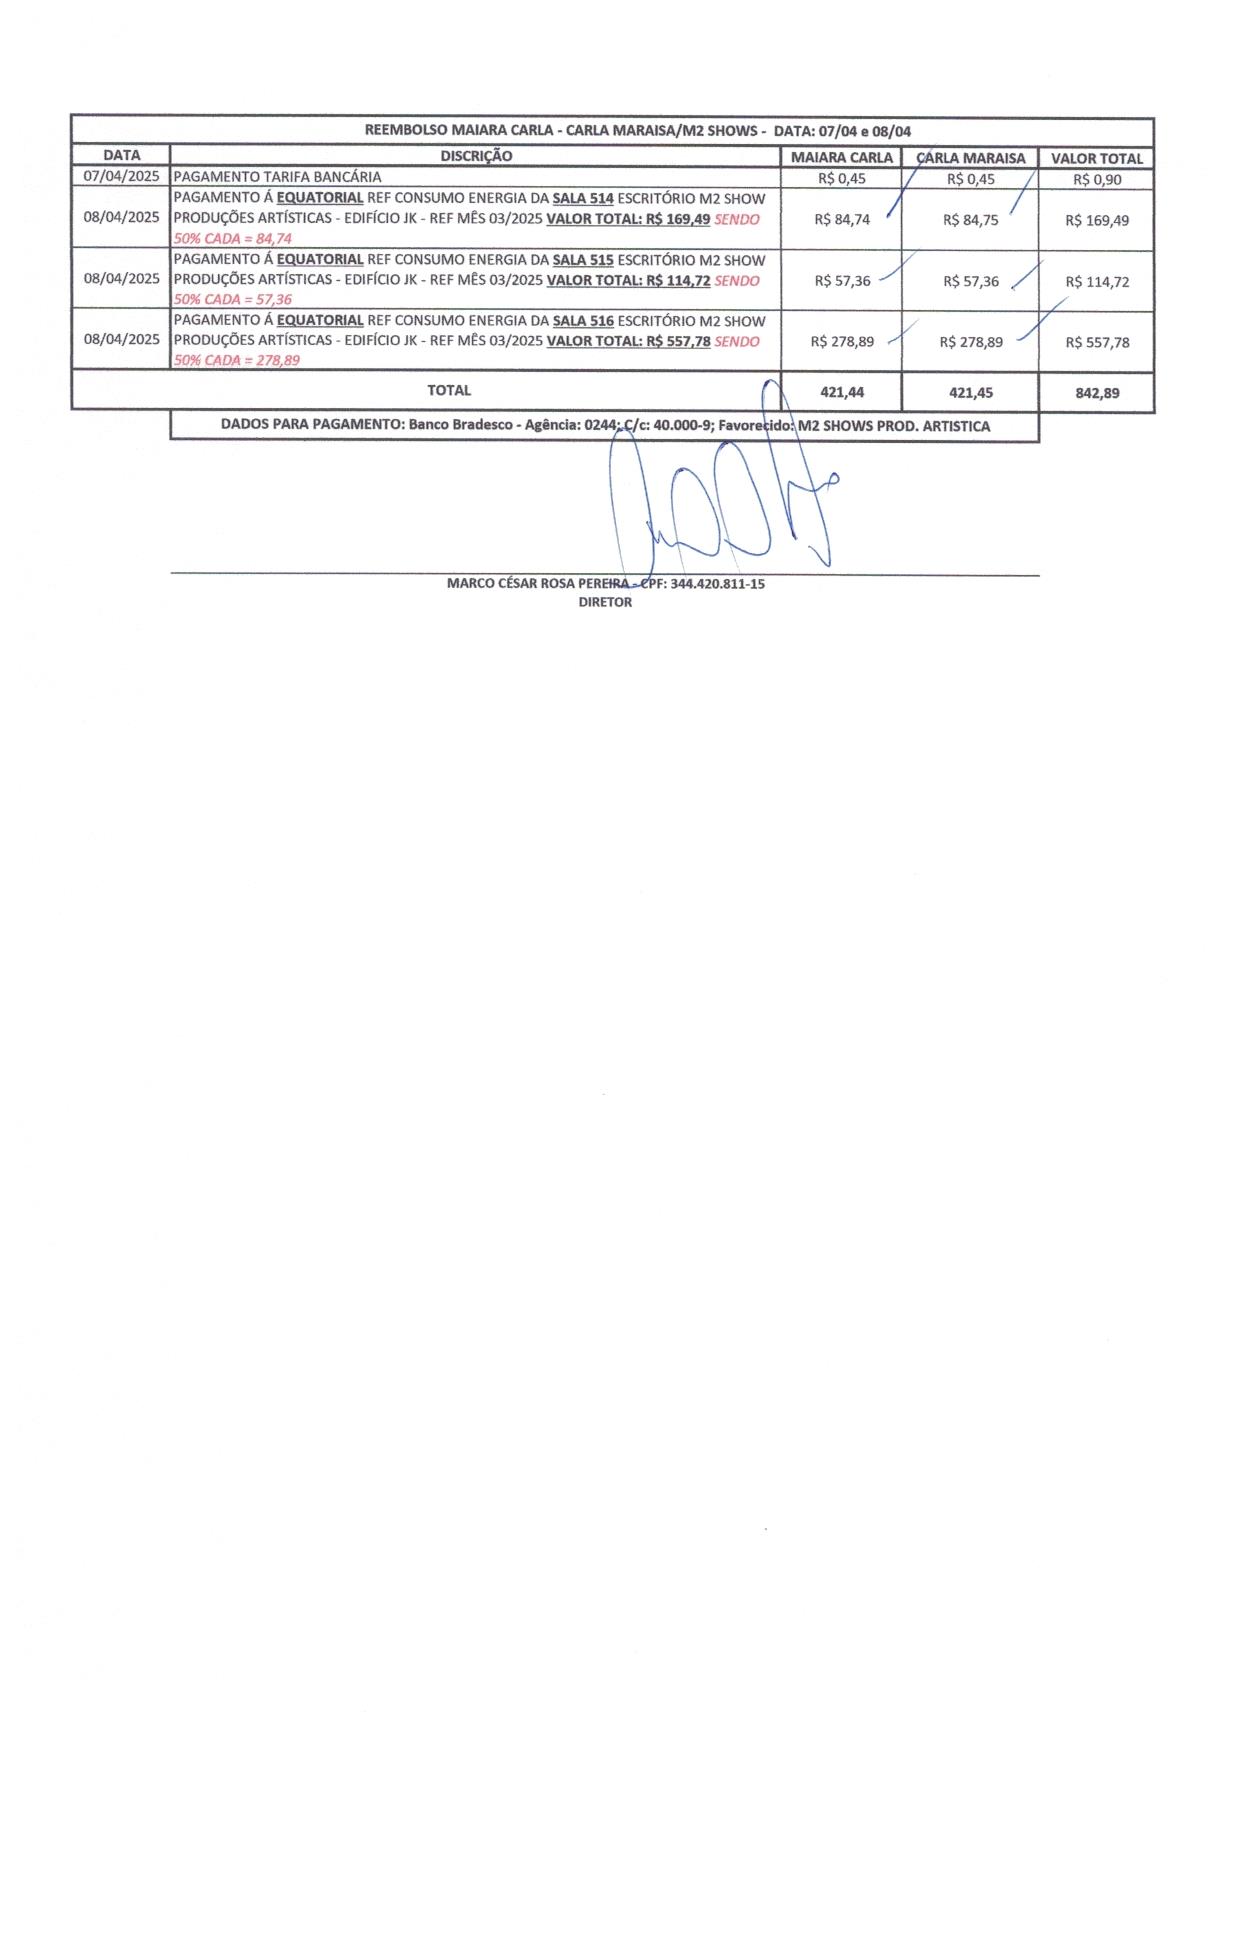 REEMBOLSO MAIARA CARLA - CARLA MARAISA/M2 SHOWS - DATA: 07/04 e 08/04
DATA DISCRIÇÃO MAIARA CARLA CARLA MARAISA VALOR TOTAL
07/04/2025 PAGAMENTO TARIFA BANCÁRIA R$ 0,45 R$ 0,45 R$ 0,90
PAGAMENTO Á EQUATORIAL REF CONSUMO ENERGIA DA SALA 514 ESCRITÓRIO M2 SHOW
08/04/2025 PRODUÇÕES ARTÍSTICAS - EDIFÍCIO JK - REF MÊS 03/2025 VALOR TOTAL: R$ 169,49 SENDO R$ 84,74 R$ 84,75 R$ 169,49
50% CADA = 84,74
PAGAMENTO Á EQUATORIAL REF CONSUMO ENERGIA DA SALA 515 ESCRITÓRIO M2 SHOW
08/04/2025 PRODUÇÕES ARTÍSTICAS - EDIFÍCIO JK - REF MÊS 03/2025 VALOR TOTAL: R$ 114,72 SENDO R$ 57,36 R$ 57,36 R$ 114,72
50% CADA = 57,36
PAGAMENTO Á EQUATORIAL REF CONSUMO ENERGIA DA SALA 516 ESCRITÓRIO M2 SHOW
08/04/2025 PRODUÇÕES ARTÍSTICAS - EDIFÍCIO JK - REF MÊS 03/2025 VALOR TOTAL: R$ 557,78 SENDO R$ 278,89 R$ 278,89 R$ 557,78
50% CADA = 278,89
TOTAL 421,44 421,45 842,89
DADOS PARA PAGAMENTO: Banco Bradesco - Agência: 0244; C/c: 40.000-9; Favorecido: M2 SHOWS PROD. ARTISTICA
MARCO CÉSAR ROSA PEREIRA - CPF: 344.420.811-15
DIRETOR